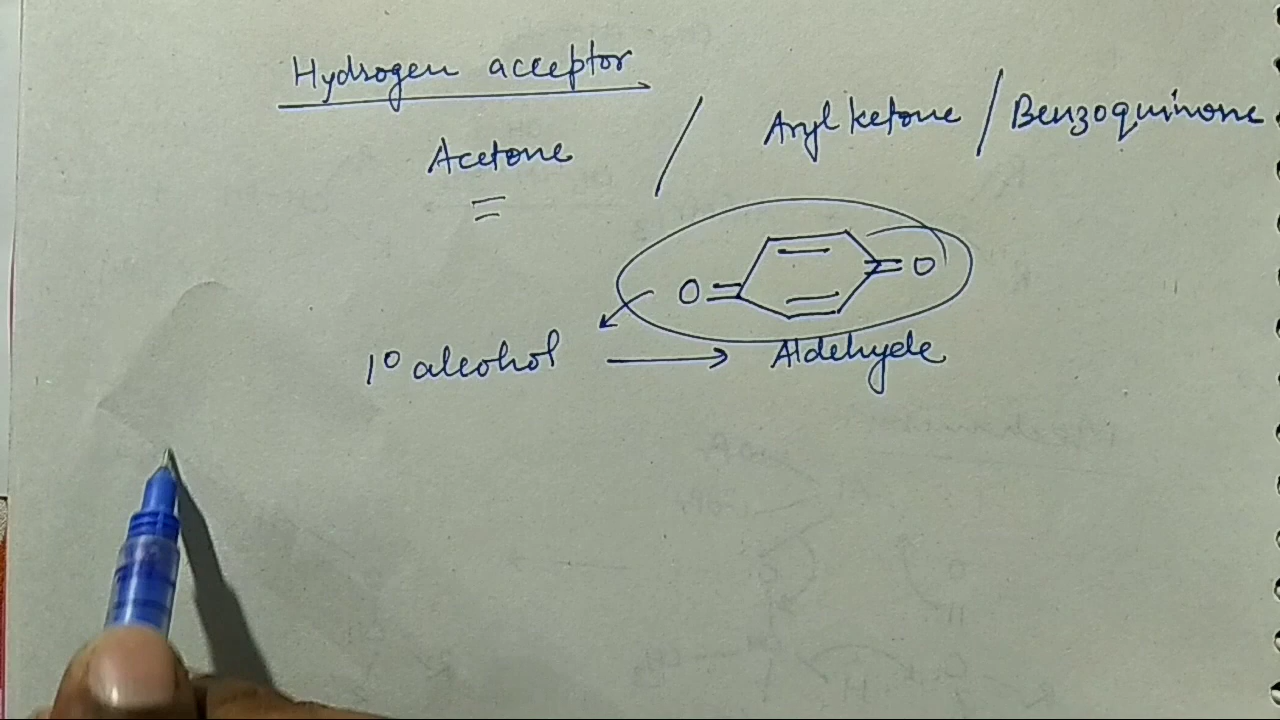 Hydrogen acceptor
Acetone / Aryl ketone / Benzoquinone
O O
1° alcohol → Aldehyde